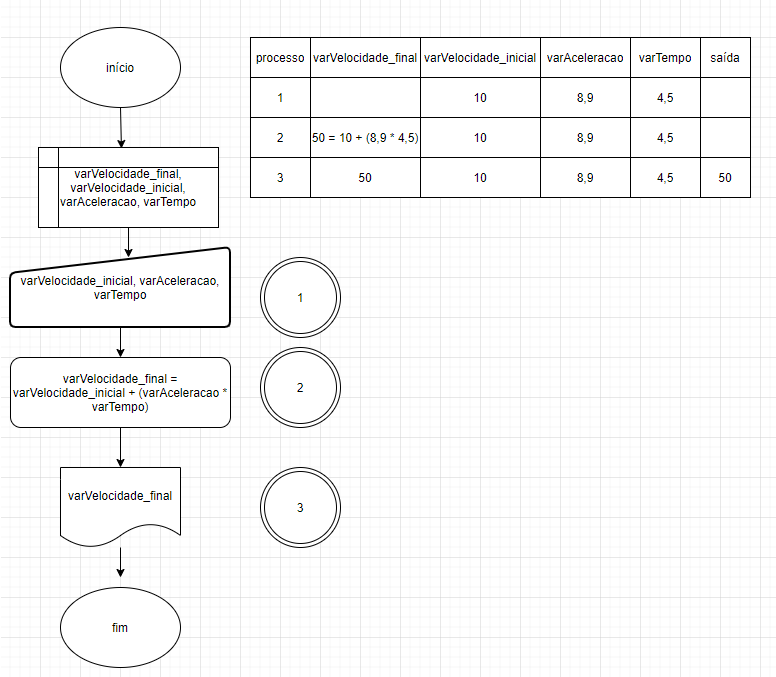 início
varVelocidade_final,
varVelocidade_inicial,
varAceleracao, varTempo
varVelocidade_inicial, varAceleracao,
varTempo
varVelocidade_final =
varVelocidade_inicial + (varAceleracao *
varTempo)
varVelocidade_final
fim
processo varVelocidade_final varVelocidade_inicial varAceleracao varTempo saída
1 10 8,9 4,5
2 50 = 10 + (8,9 * 4,5) 10 8,9 4,5
3 50 10 8,9 4,5 50
1
2
3